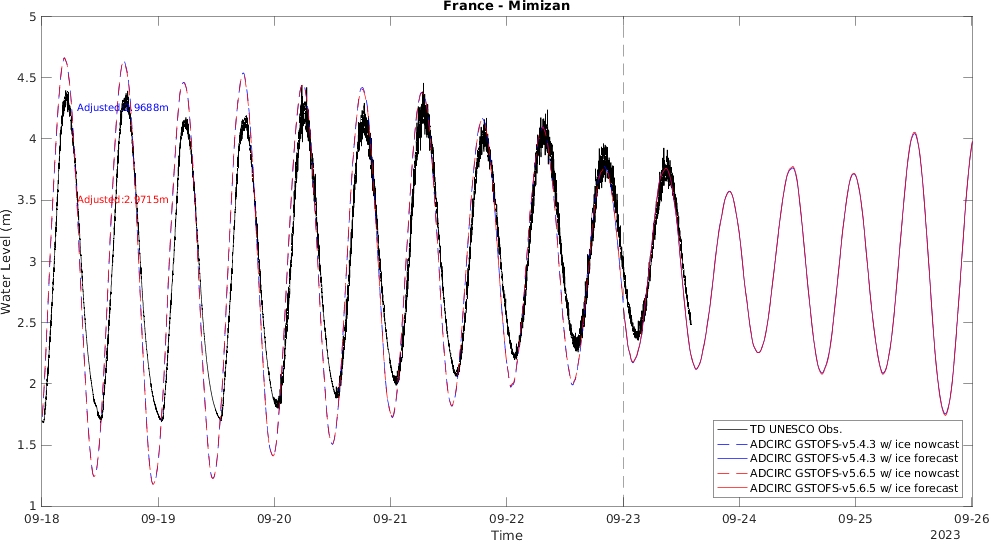 France - Mimizan
5
4.5
4
3.5
3
2.5
2
1.5
1
Water Level (m)
Adjusted:2.9688m
Adjusted:2.9715m
TD UNESCO Obs.
ADCIRC GSTOFS-v5.4.3 w/ ice nowcast
ADCIRC GSTOFS-v5.4.3 w/ ice forecast
ADCIRC GSTOFS-v5.6.5 w/ ice nowcast
ADCIRC GSTOFS-v5.6.5 w/ ice forecast
09-18 09-19 09-20 09-21 09-22 09-23 09-24 09-25 09-26
Time
2023